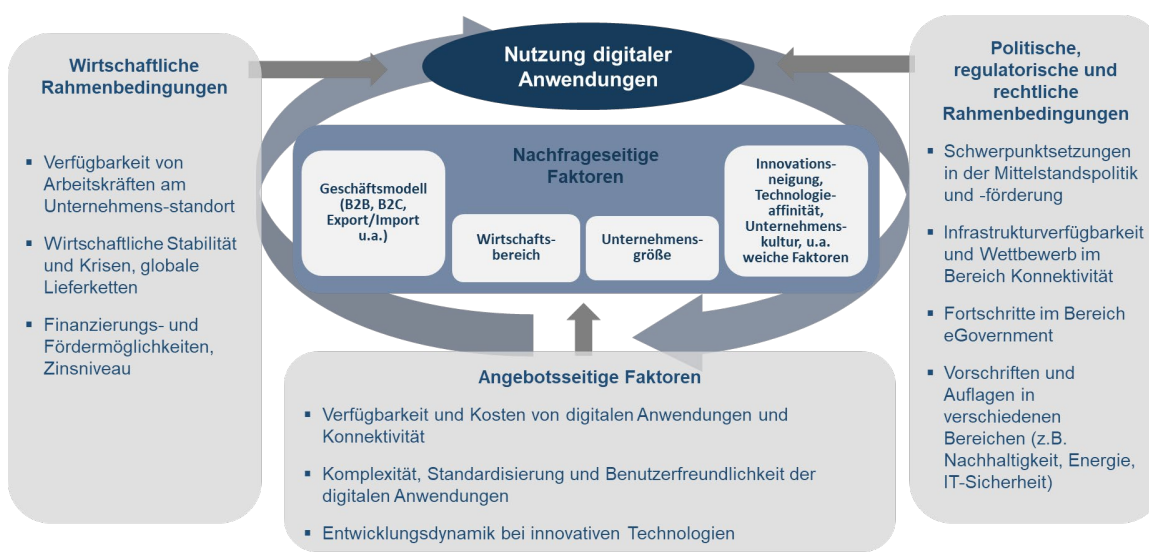 Nutzung digitaler
Anwendungen
Wirtschaftliche
Rahmenbedingungen
▪ Verfügbarkeit von
Arbeitskräften am
Unternehmens-standort
▪ Wirtschaftliche Stabilität
und Krisen, globale
Lieferketten
▪ Finanzierungs- und
Fördermöglichkeiten,
Zinsniveau
Nachfrageseitige
Faktoren
Geschäftsmodell
(B2B, B2C,
Export/Import
u.a.)
Wirtschafts-
bereich
Unternehmens-
größe
Innovations-
neigung,
Technologie-
affinität,
Unternehmens-
kultur, u.a.
weiche Faktoren
Politische,
regulatorische und
rechtliche
Rahmenbedingungen
▪ Schwerpunktsetzungen
in der Mittelstandspolitik
und -förderung
▪ Infrastrukturverfügbarkeit
und Wettbewerb im
Bereich Konnektivität
▪ Fortschritte im Bereich
eGovernment
▪ Vorschriften und
Auflagen in
verschiedenen
Bereichen (z.B.
Nachhaltigkeit, Energie,
IT-Sicherheit)
Angebotsseitige Faktoren
▪ Verfügbarkeit und Kosten von digitalen Anwendungen und
Konnektivität
▪ Komplexität, Standardisierung und Benutzerfreundlichkeit der
digitalen Anwendungen
▪ Entwicklungsdynamik bei innovativen Technologien